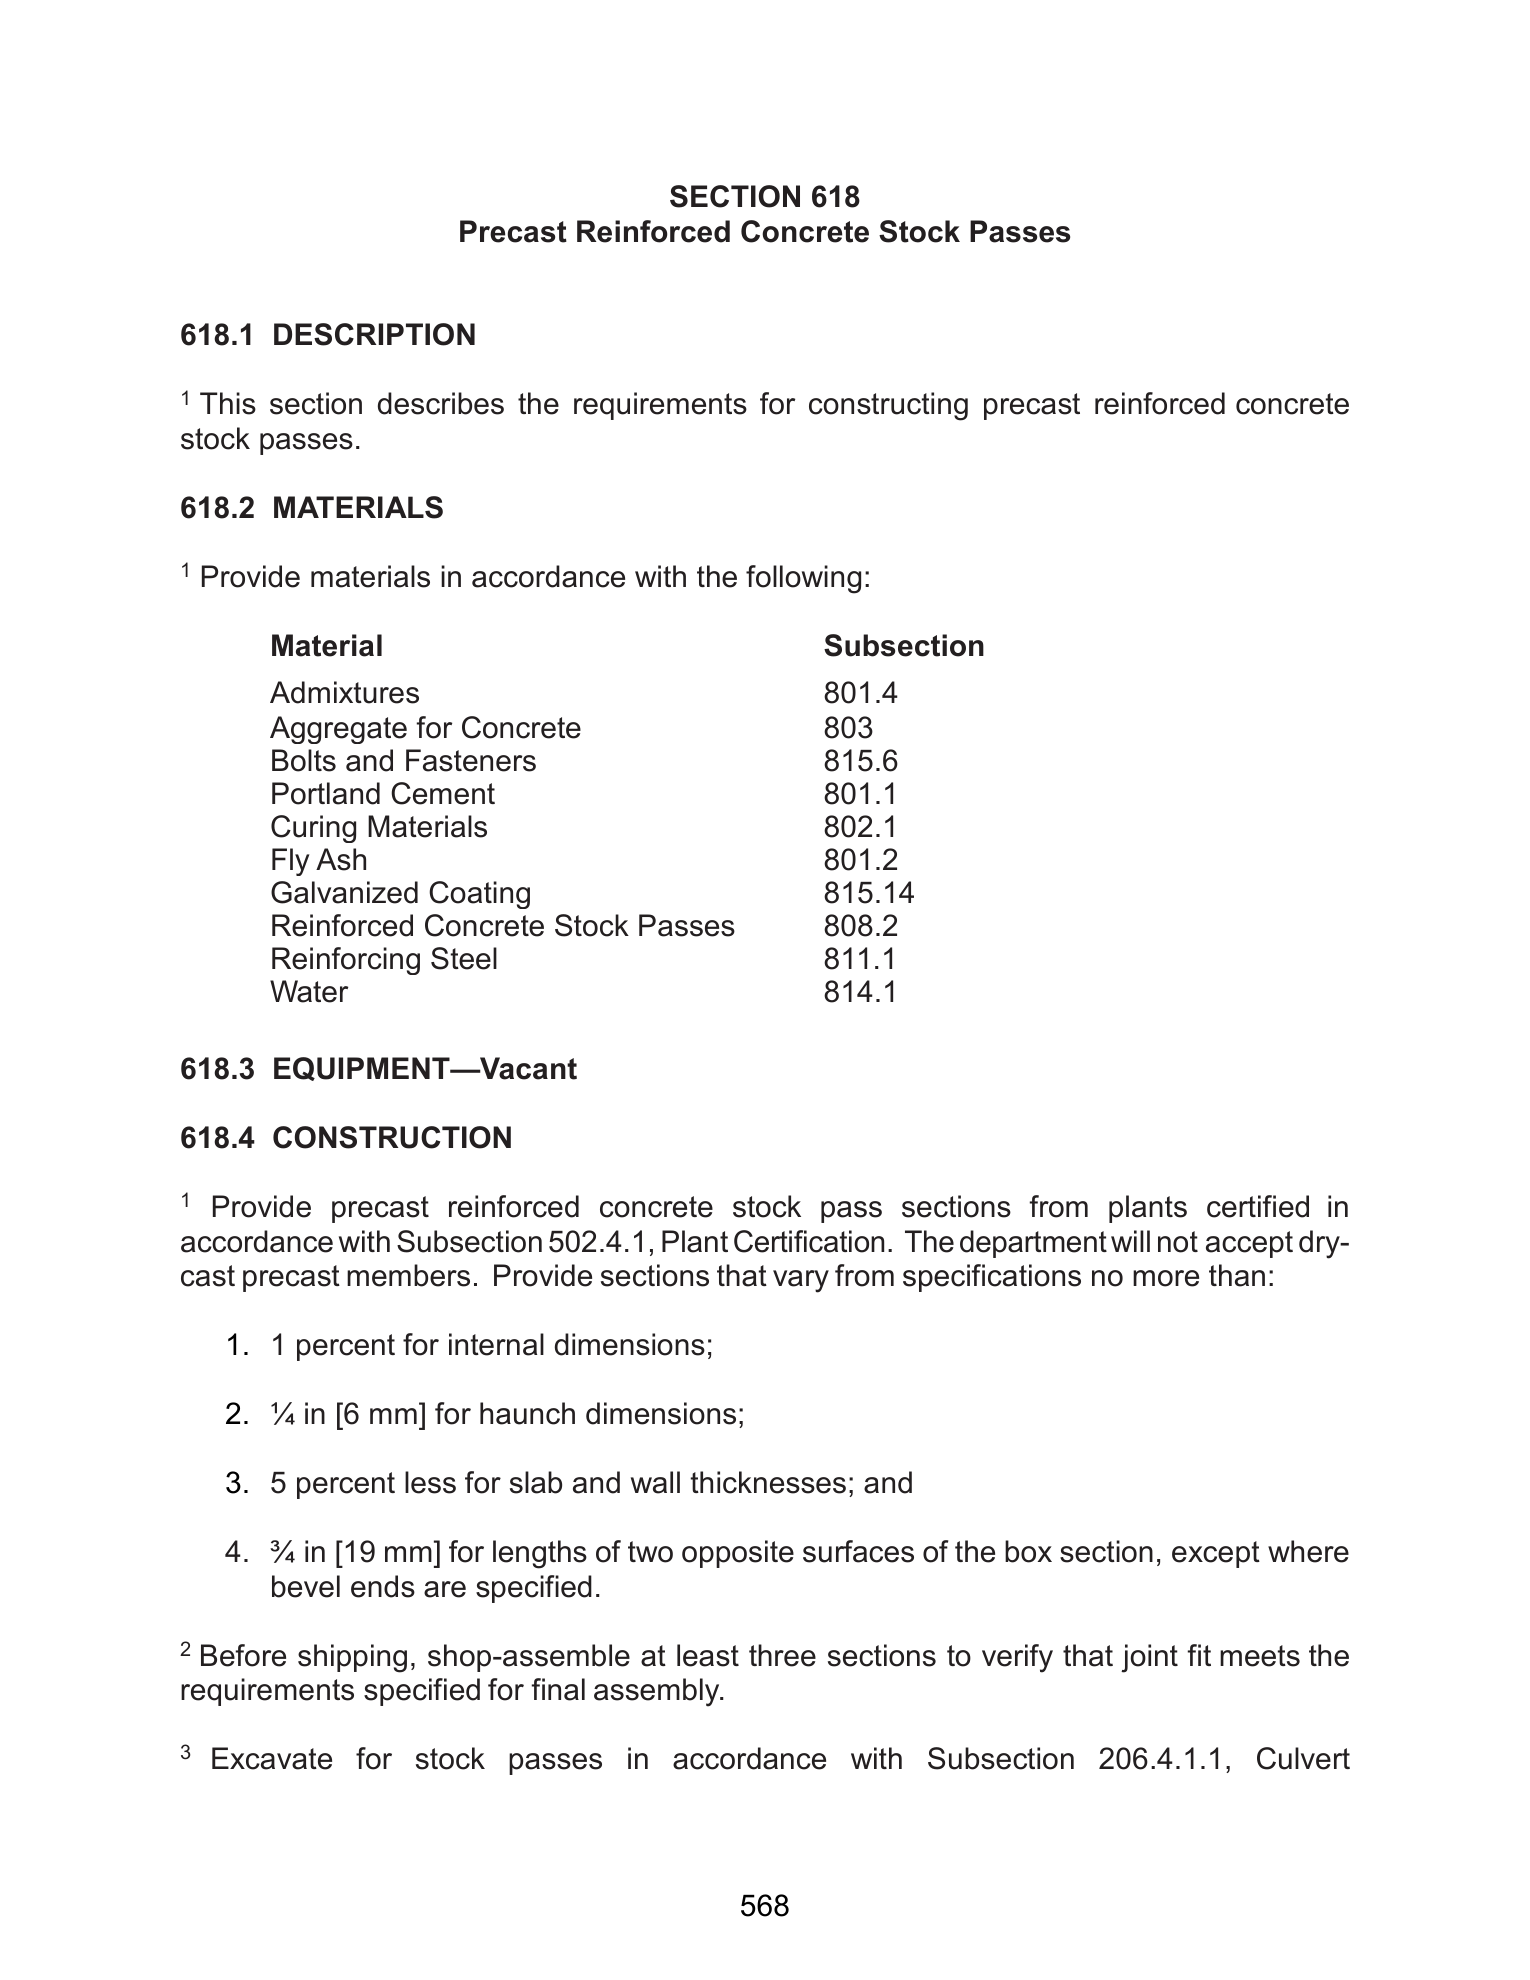 SECTION 618
Precast Reinforced Concrete Stock Passes
618.1 DESCRIPTION
1 This section describes the requirements for constructing precast reinforced concrete
stock passes.
618.2 MATERIALS
1 Provide materials in accordance with the following:
Material Subsection
Admixtures 801.4
Aggregate for Concrete 803
Bolts and Fasteners 815.6
Portland Cement 801.1
Curing Materials 802.1
Fly Ash 801.2
Galvanized Coating 815.14
Reinforced Concrete Stock Passes 808.2
Reinforcing Steel 811.1
Water 814.1
618.3 EQUIPMENT—Vacant
618.4 CONSTRUCTION
1 Provide precast reinforced concrete stock pass sections from plants certified in
accordance with Subsection 502.4.1, Plant Certification. The department will not accept dry-
cast precast members. Provide sections that vary from specifications no more than:
1. 1 percent for internal dimensions;
2. ¼ in [6 mm] for haunch dimensions;
3. 5 percent less for slab and wall thicknesses; and
4. ¾ in [19 mm] for lengths of two opposite surfaces of the box section, except where
bevel ends are specified.
2 Before shipping, shop-assemble at least three sections to verify that joint fit meets the
requirements specified for final assembly.
3 Excavate for stock passes in accordance with Subsection 206.4.1.1, Culvert
568